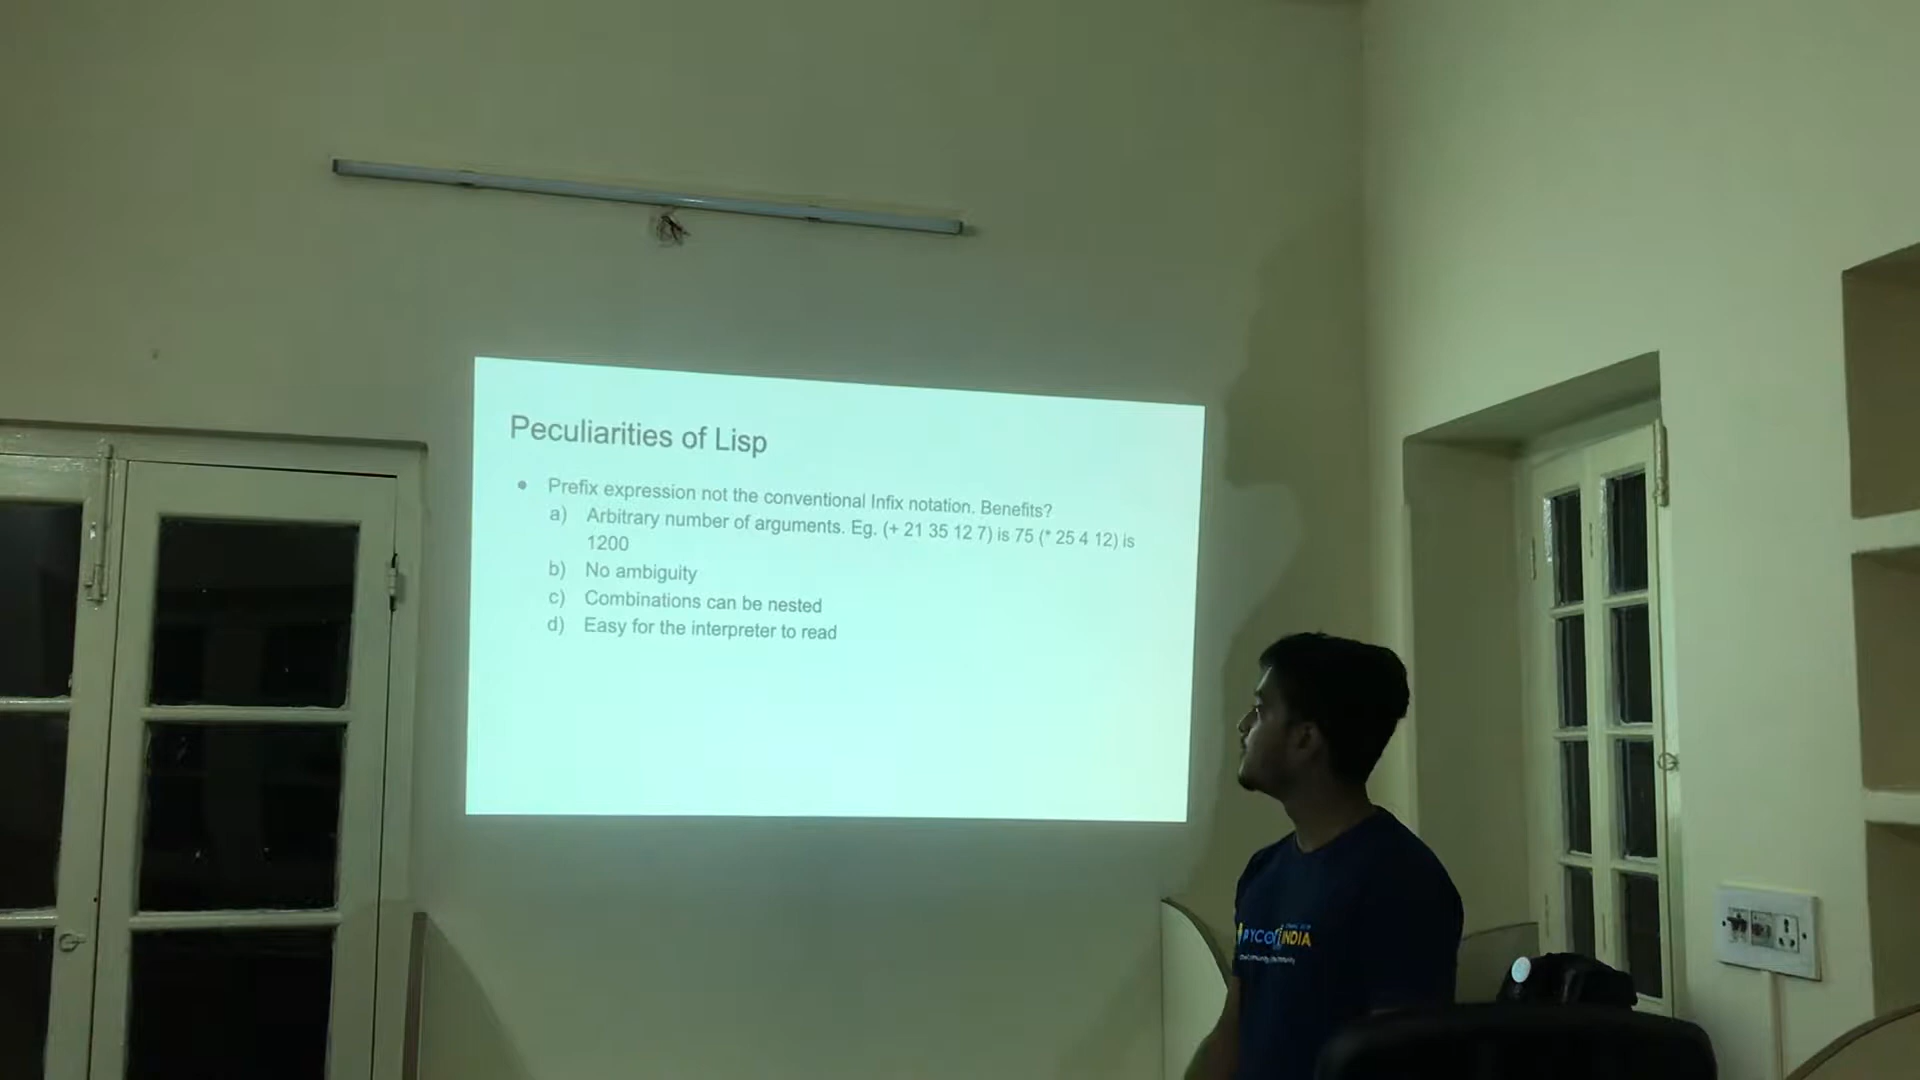 Peculiarities of Lisp
● Prefix expression not the conventional Infix notation. Benefits?
a) Arbitrary number of arguments. Eg. (+ 21 35 12 7) is 75 (* 25 4 12) is
1200
b) No ambiguity
c) Combinations can be nested
d) Easy for the interpreter to read
PYCON INDIA